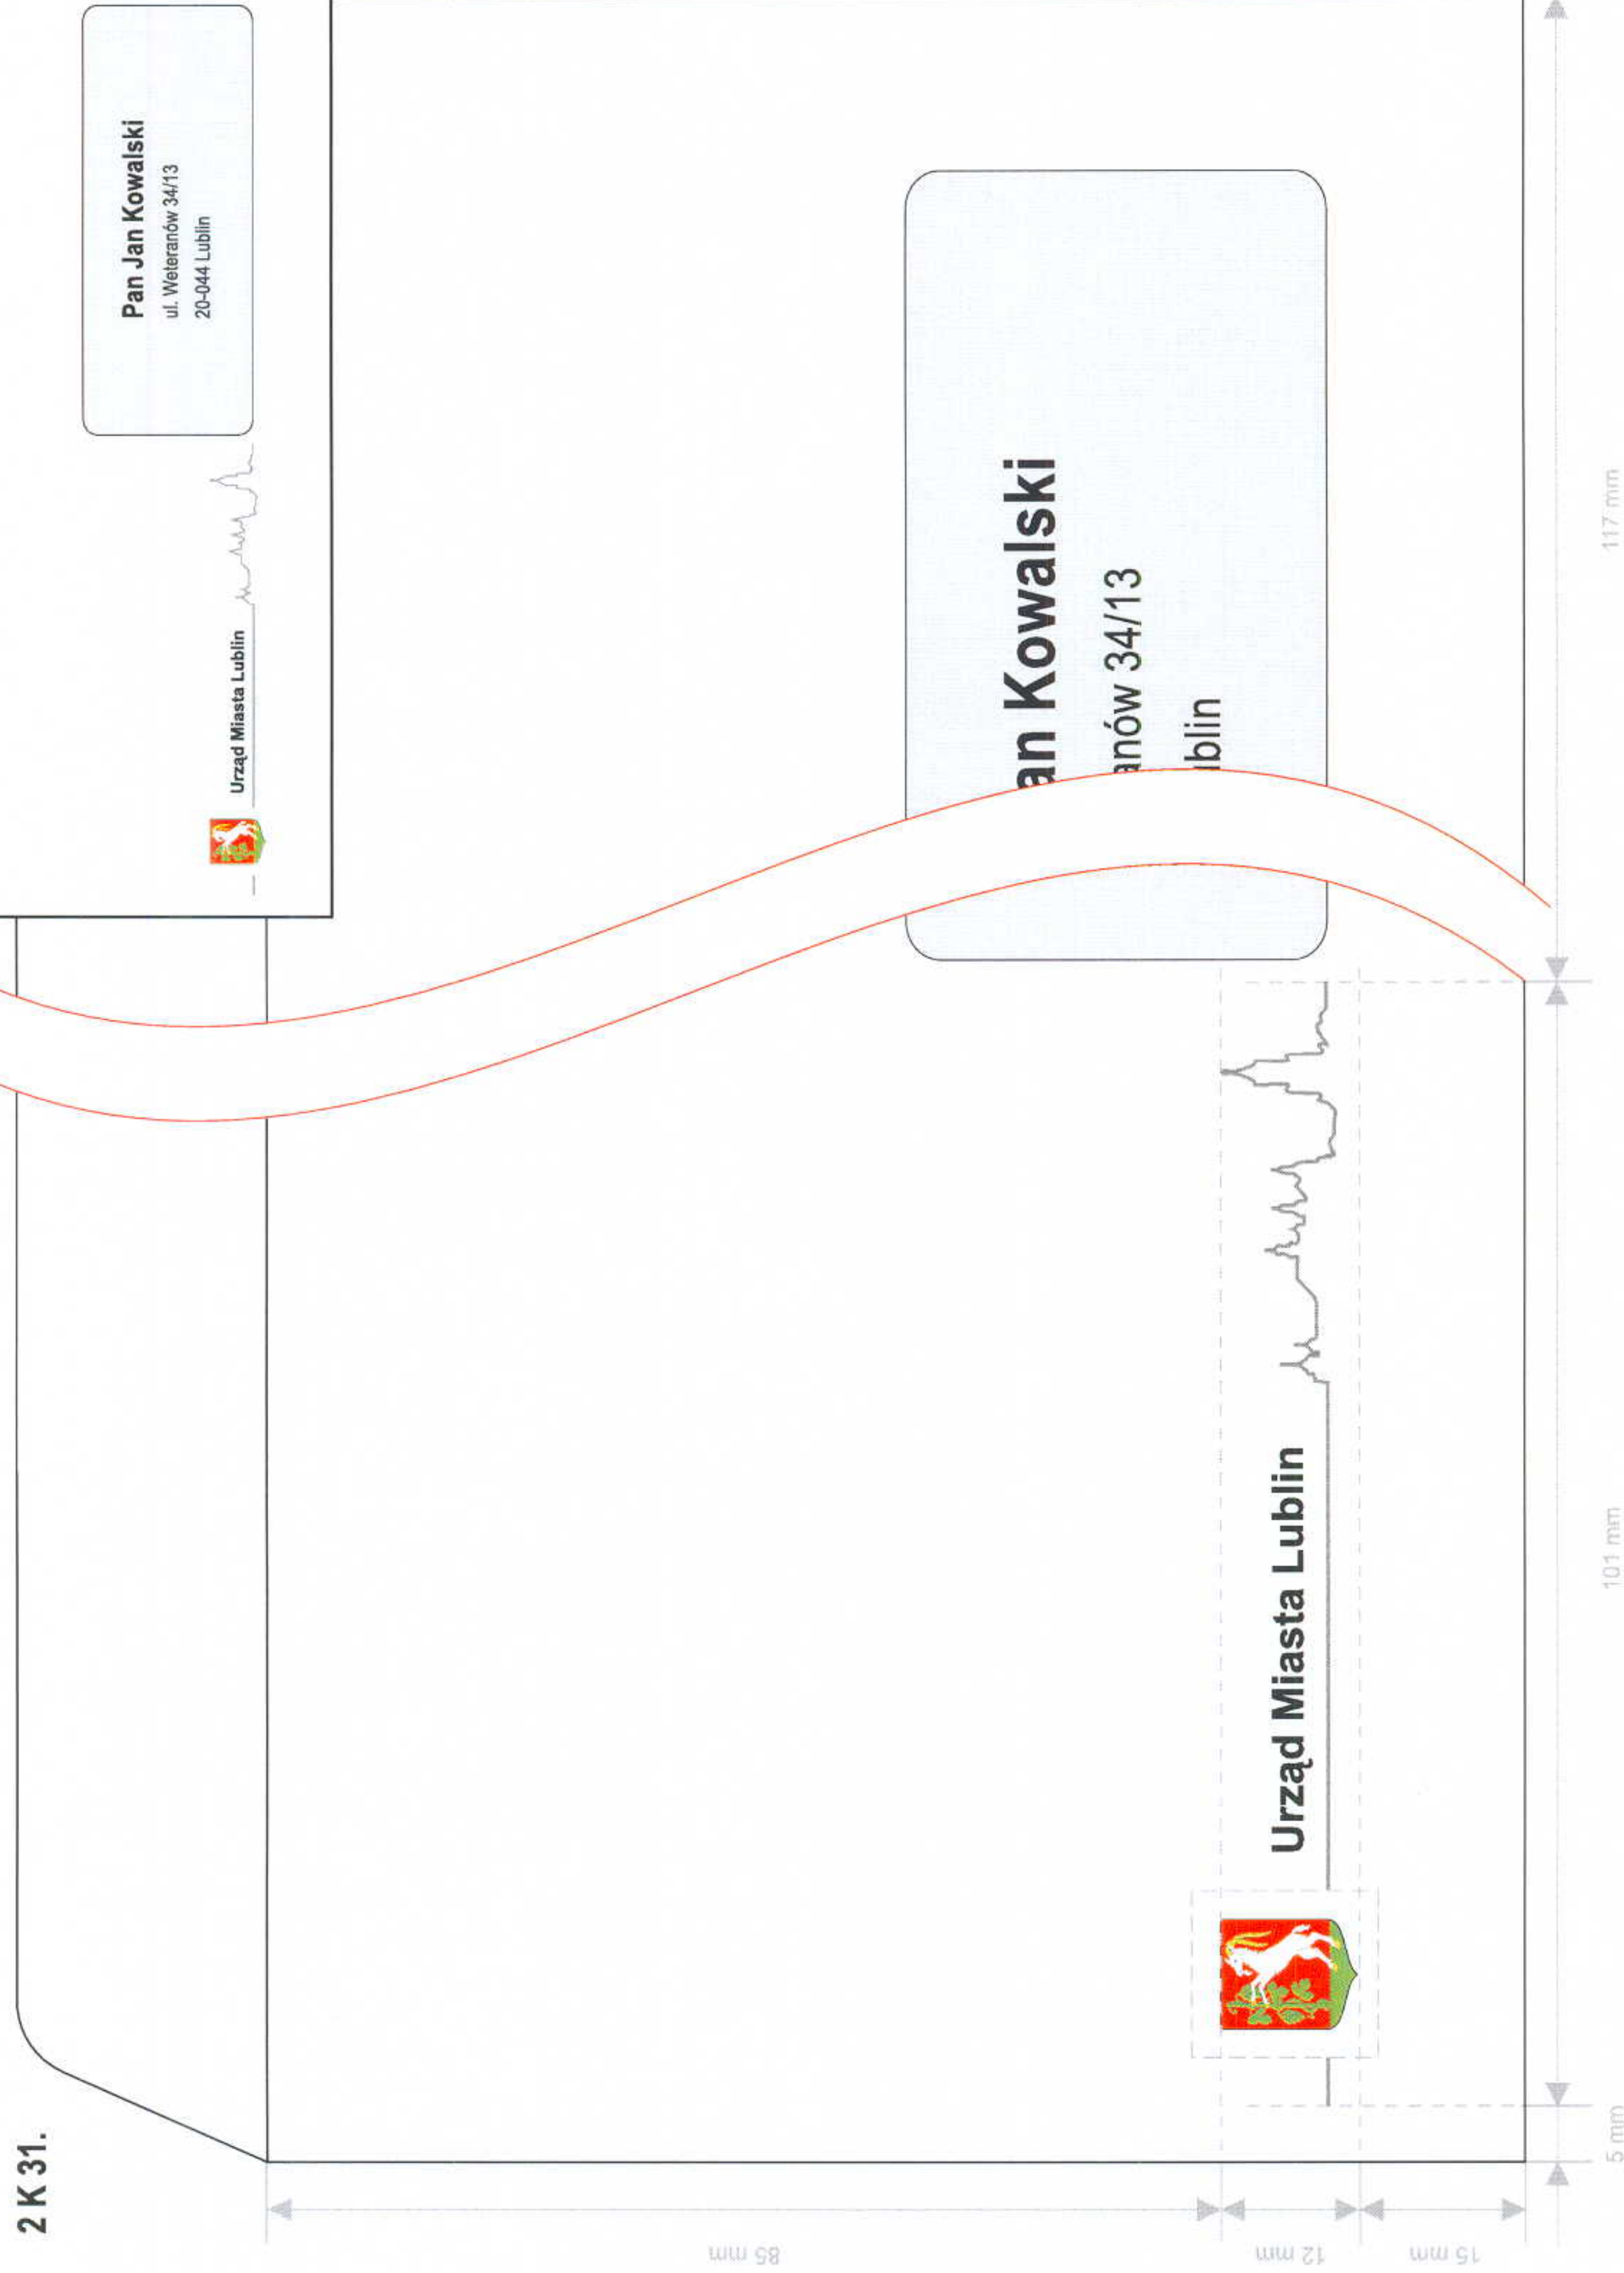 2 K 31.
Urząd Miasta Lublin
Pan Jan Kowalski
ul. Weteranów 34/13
20-044 Lublin
an Kowalski
anów 34/13
blin
Urząd Miasta Lublin
85 mm
12 mm
15 mm
5 mm
101 mm
117 mm